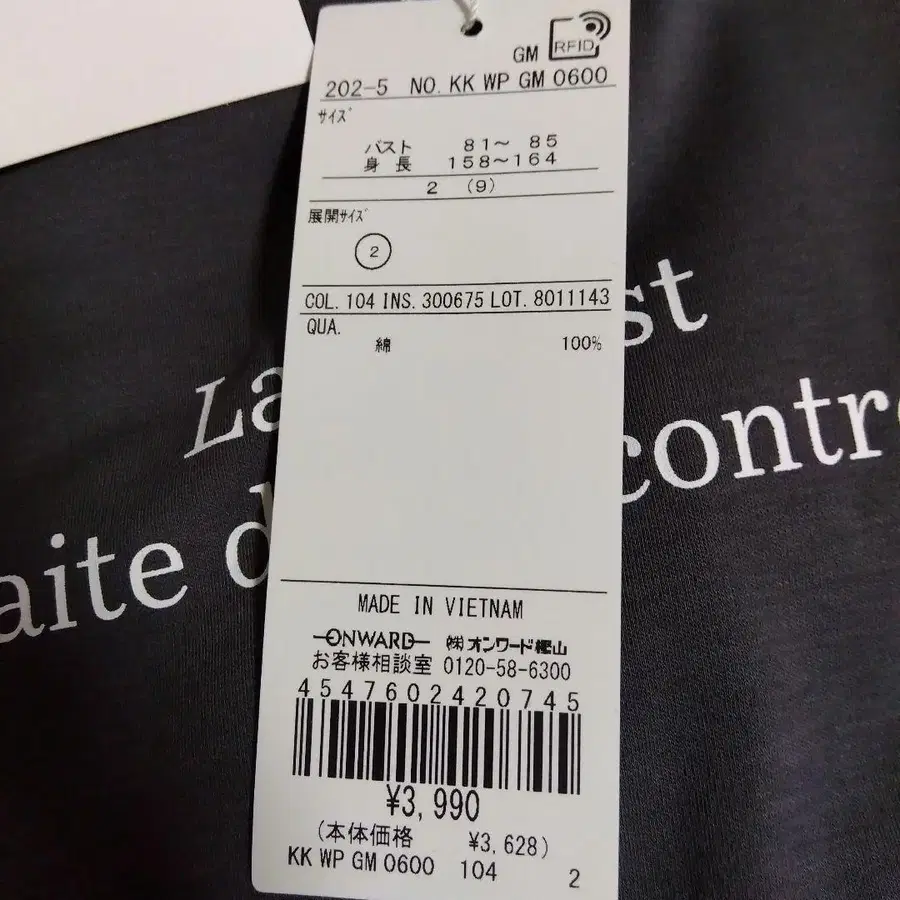 GM RFID
202-5 NO. KK WP GM 0600
サイズ
バスト 81～ 85
身長 158～164
2 (9)
展開サイズ
2
COL. 104 INS. 300675 LOT. 8011143
QUA.
綿 100%
MADE IN VIETNAM
ONWARD ㈱オンワード樫山
お客様相談室 0120-58-6300
4547602420745
¥3,990
(本体価格 ¥3,628)
KK WP GM 0600 104 2
La st
aite d contr